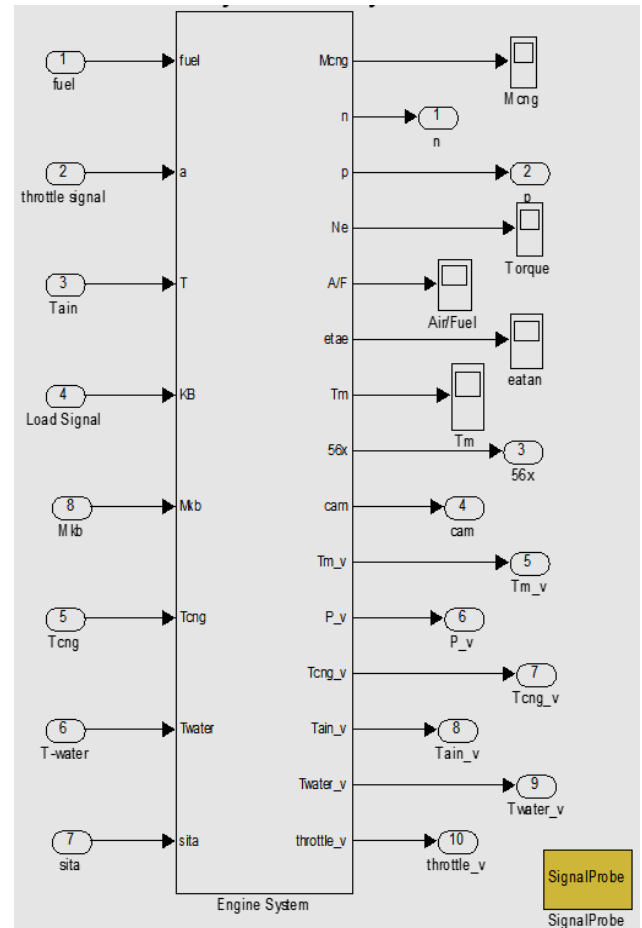 1
fuel
2
throttle signal
3
Tain
4
Load Signal
8
Mkb
5
Tcng
6
T-water
7
sita
fuel
a
T
KB
Mkb
Tcng
Twater
sita
Mcng
n
p
Ne
A/F
etae
Tm
56x
cam
Tm_v
P_v
Tcng_v
Tain_v
Twater_v
throttle_v
Engine System
Mcng
1
n
2
p
Torque
Air/Fuel
eatan
Tm
3
56x
4
cam
5
Tm_v
6
P_v
7
Tcng_v
8
Tain_v
9
Twater_v
10
throttle_v
SignalProbe
SignalProbe